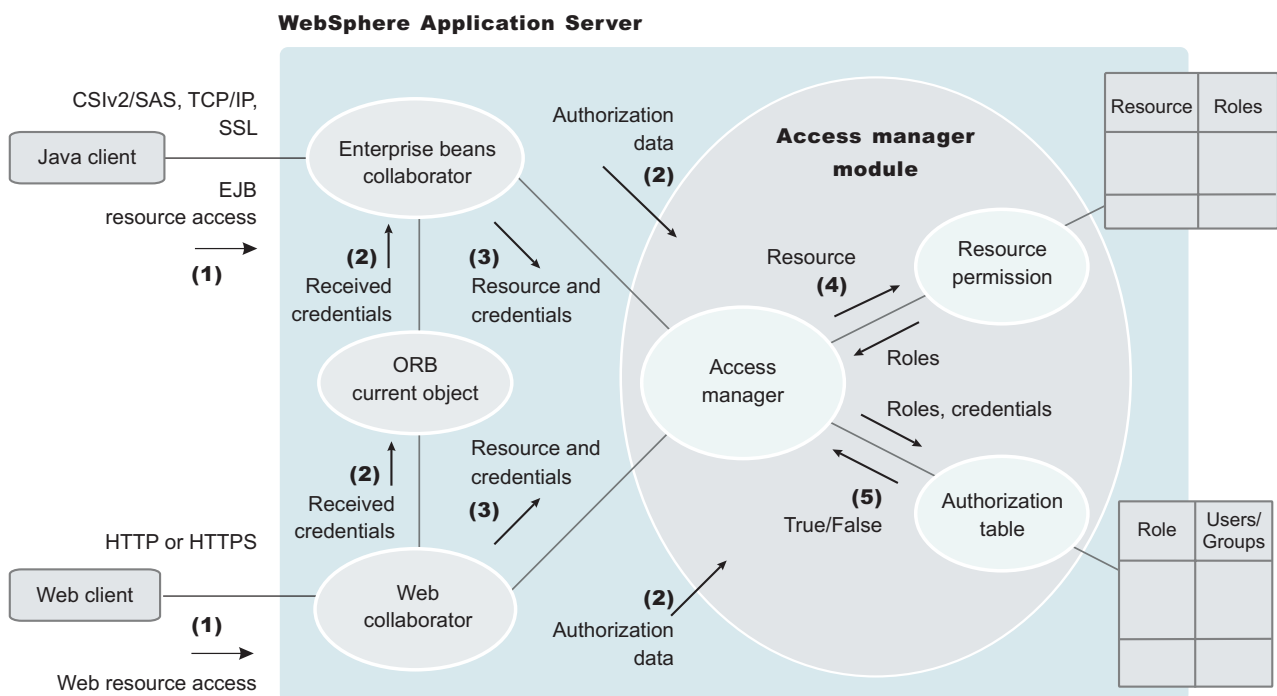 WebSphere Application Server
CSIv2/SAS, TCP/IP,
SSL
Java client
EJB
resource access
(1)
Enterprise beans
collaborator
(2)
Received
credentials
(3)
Resource and
credentials
ORB
current object
(2)
Received
credentials
Resource and
credentials
(3)
HTTP or HTTPS
Web client
(1)
Web resource access
Web
collaborator
Authorization
data
(2)
Access manager
module
Resource
(4)
Resource
permission
Roles
Access
manager
Roles, credentials
(5)
True/False
Authorization
table
(2)
Authorization
data
Resource
Roles
Role
Users/
Groups